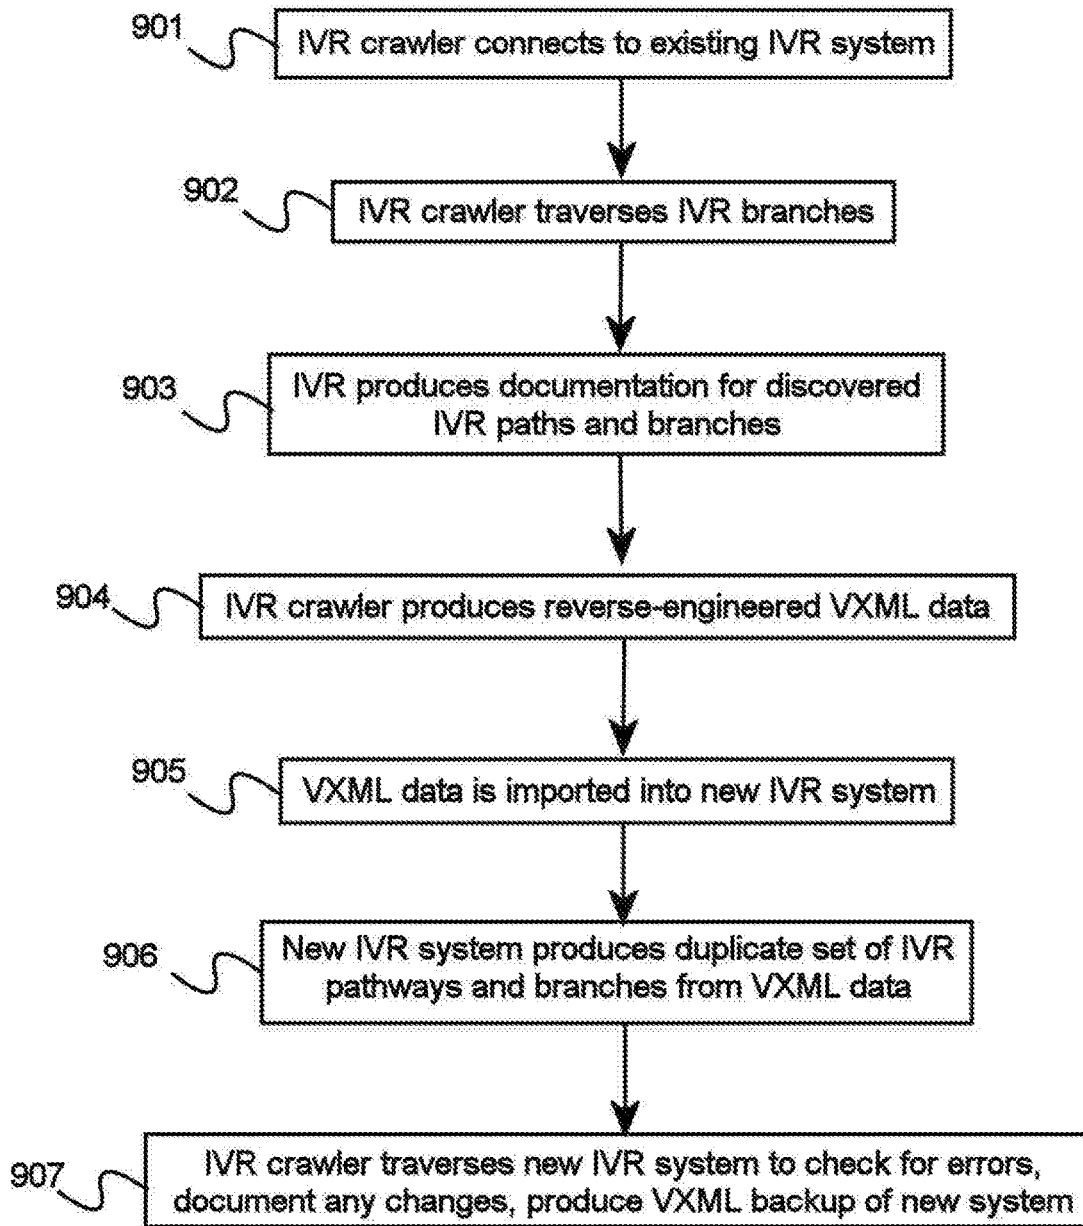 901
IVR crawler connects to existing IVR system
902
IVR crawler traverses IVR branches
903
IVR produces documentation for discovered
IVR paths and branches
904
IVR crawler produces reverse-engineered VXML data
905
VXML data is imported into new IVR system
906
New IVR system produces duplicate set of IVR
pathways and branches from VXML data
907
IVR crawler traverses new IVR system to check for errors,
document any changes, produce VXML backup of new system